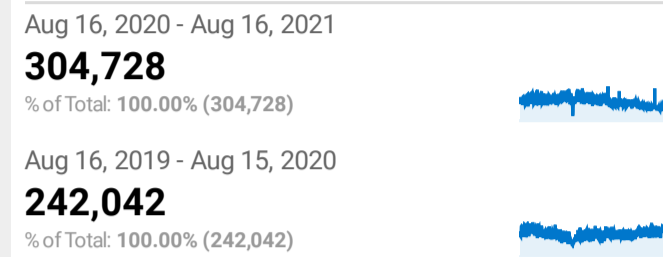 Aug 16, 2020 - Aug 16, 2021
304,728
% of Total: 100.00% (304,728)
Aug 16, 2019 - Aug 15, 2020
242,042
% of Total: 100.00% (242,042)